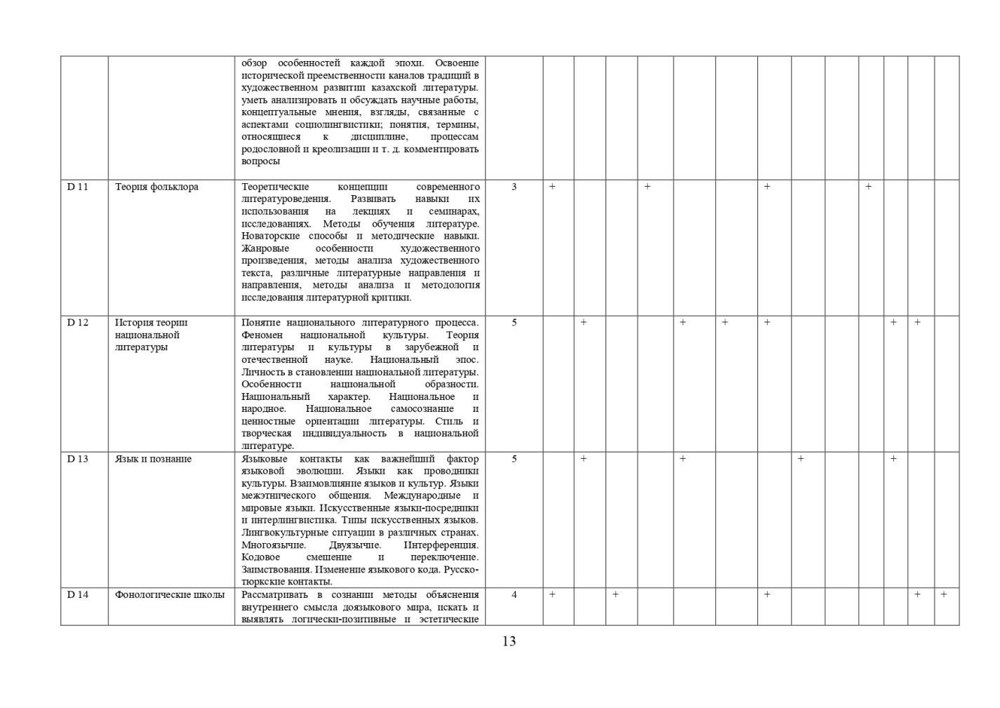 обзор особенностей каждой эпохи. Освоение
исторической преемственности каналов традиций в
художественном развитии казахской литературы.
уметь анализировать и обсуждать научные работы,
концептуальные мнения, взгляды, связанные с
аспектами социолингвистики; понятия, термины,
относящиеся к дисциплине, процессам
родословной и креолизации и т. д. комментировать
вопросы
D 11 Теория фольклора Теоретические концепции современного 3 + + + +
литературоведения. Развивать навыки их
использования на лекциях и семинарах,
исследованиях. Методы обучения литературе.
Новаторские способы и методические навыки.
Жанровые особенности художественного
произведения, методы анализа художественного
текста, различные литературные направления и
направления, методы анализа и методология
исследования литературной критики.
D 12 История теории Понятие национального литературного процесса. 5 + + + + + +
национальной Феномен национальной культуры. Теория
литературы литературы и культуры в зарубежной и
отечественной науке. Национальный эпос.
Личность в становлении национальной литературы.
Особенности национальной образности.
Национальный характер. Национальное и
народное. Национальное самосознание и
ценностные ориентации литературы. Стиль и
творческая индивидуальность в национальной
литературе.
D 13 Язык и познание Языковые контакты как важнейший фактор 5 + + + +
языковой эволюции. Языки как проводники
культуры. Взаимовлияние языков и культур. Языки
межэтнического общения. Международные и
мировые языки. Искусственные языки-посредники
и интерлингвистика. Типы искусственных языков.
Лингвокультурные ситуации в различных странах.
Многоязычие. Двуязычие. Интерференция.
Кодовое смешение и переключение.
Заимствования. Изменение языкового кода. Русско-
тюркские контакты.
D 14 Фонологические школы Рассматривать в сознании методы объяснения 4 + + + + +
внутреннего смысла доязыкового мира, искать и
выявлять логически-позитивные и эстетические
13